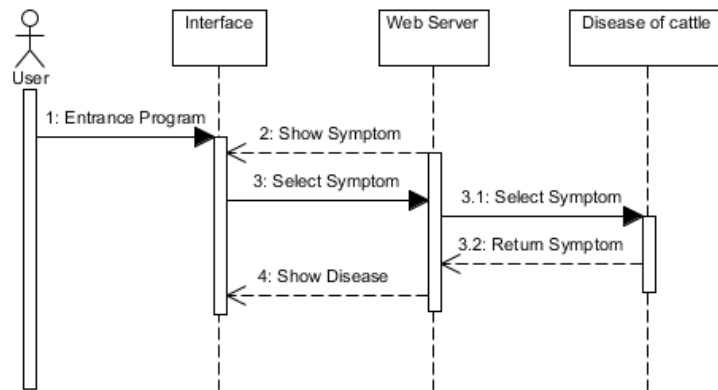 Interface
Web Server
Disease of cattle
User
1: Entrance Program
2: Show Symptom
3: Select Symptom
3.1: Select Symptom
3.2: Return Symptom
4: Show Disease